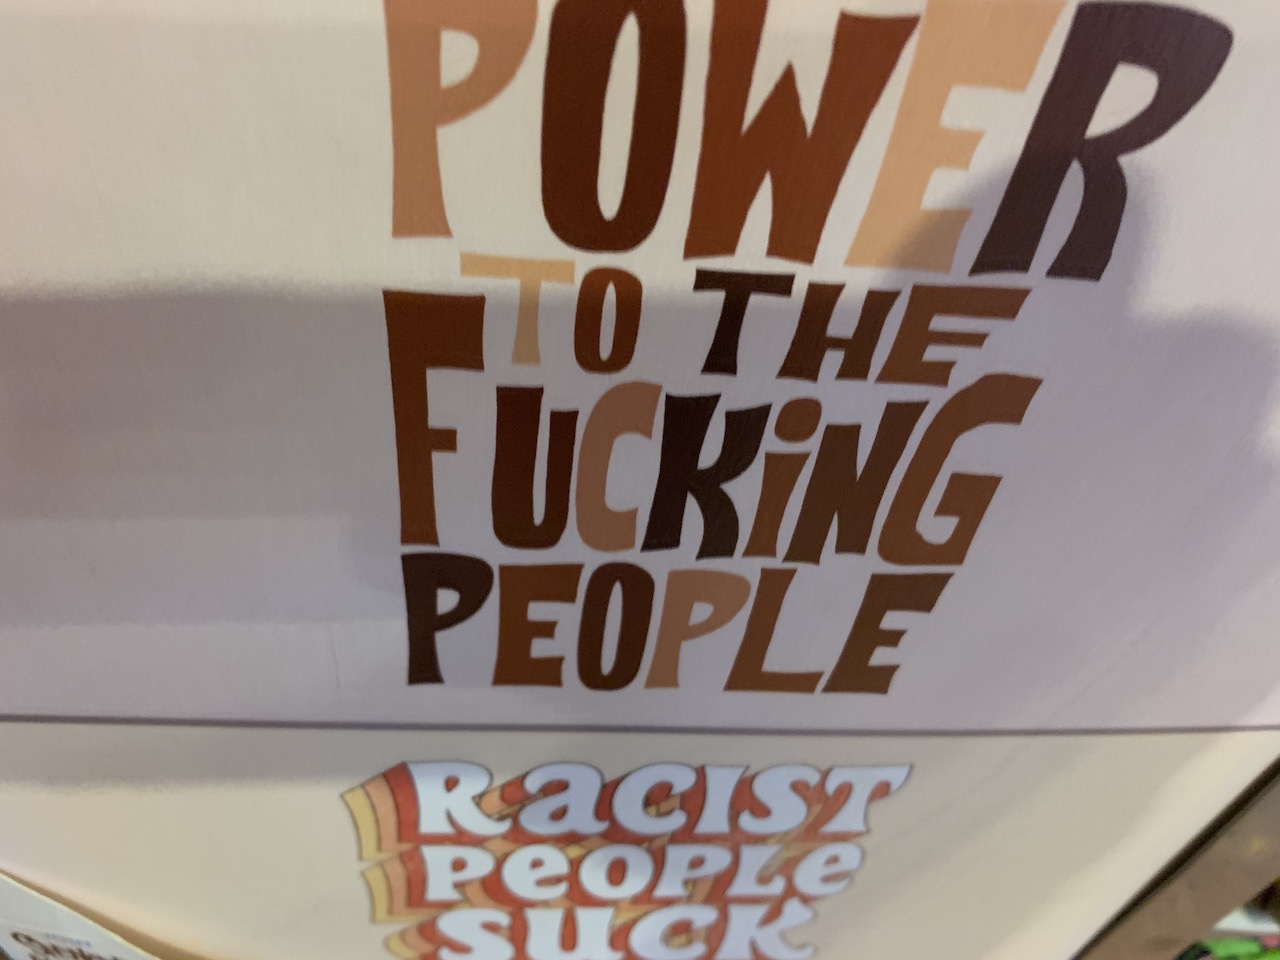 POWER
TO THE
FUCKiNG
PEOPLE
RaCIST
PeOPLe
SUCK